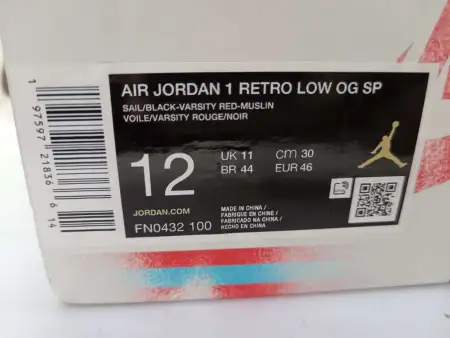 AIR JORDAN 1 RETRO LOW OG SP
SAIL/BLACK-VARSITY RED-MUSLIN
VOILE/VARSITY ROUGE/NOIR
12
UK 11
CM 30
BR 44
EUR 46
JORDAN.COM
FN0432 100
MADE IN CHINA /
FABRIQUÉ EN CHINE /
FABRICADO NA CHINA /
HECHO EN CHINA
1 97597 21836 6 14